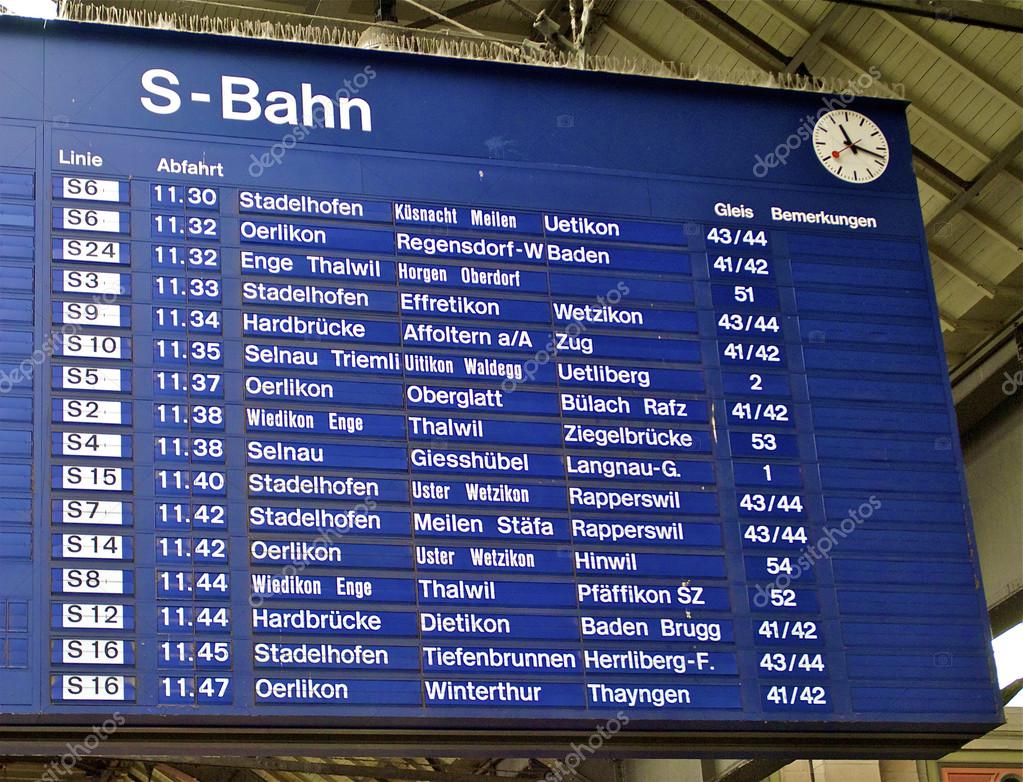 S-Bahn
Linie Abfahrt Gleis Bemerkungen
S6 11.30 Stadelhofen Küsnacht Meilen Uetikon 43/44
S6 11.32 Oerlikon Regensdorf-W Baden 41/42
S24 11.32 Enge Thalwil Horgen Oberdorf 51
S3 11.33 Stadelhofen Effretikon Wetzikon 43/44
S9 11.34 Hardbrücke Affoltern a/A Zug 41/42
S10 11.35 Selnau Triemli Uitikon Waldegg Uetliberg 2
S5 11.37 Oerlikon Oberglatt Bülach Rafz 41/42
S2 11.38 Wiedikon Enge Thalwil Ziegelbrücke 53
S4 11.38 Selnau Giesshübel Langnau-G. 1
S15 11.40 Stadelhofen Uster Wetzikon Rapperswil 43/44
S7 11.42 Stadelhofen Meilen Stäfa Rapperswil 43/44
S14 11.42 Oerlikon Uster Wetzikon Hinwil 54
S8 11.44 Wiedikon Enge Thalwil Pfäffikon SZ 52
S12 11.44 Hardbrücke Dietikon Baden Brugg 41/42
S16 11.45 Stadelhofen Tiefenbrunnen Herrliberg-F. 43/44
S16 11.47 Oerlikon Winterthur Thayngen 41/42
depositphotos
depositphotos
depositphotos
depositphotos
depositphotos
depositphotos